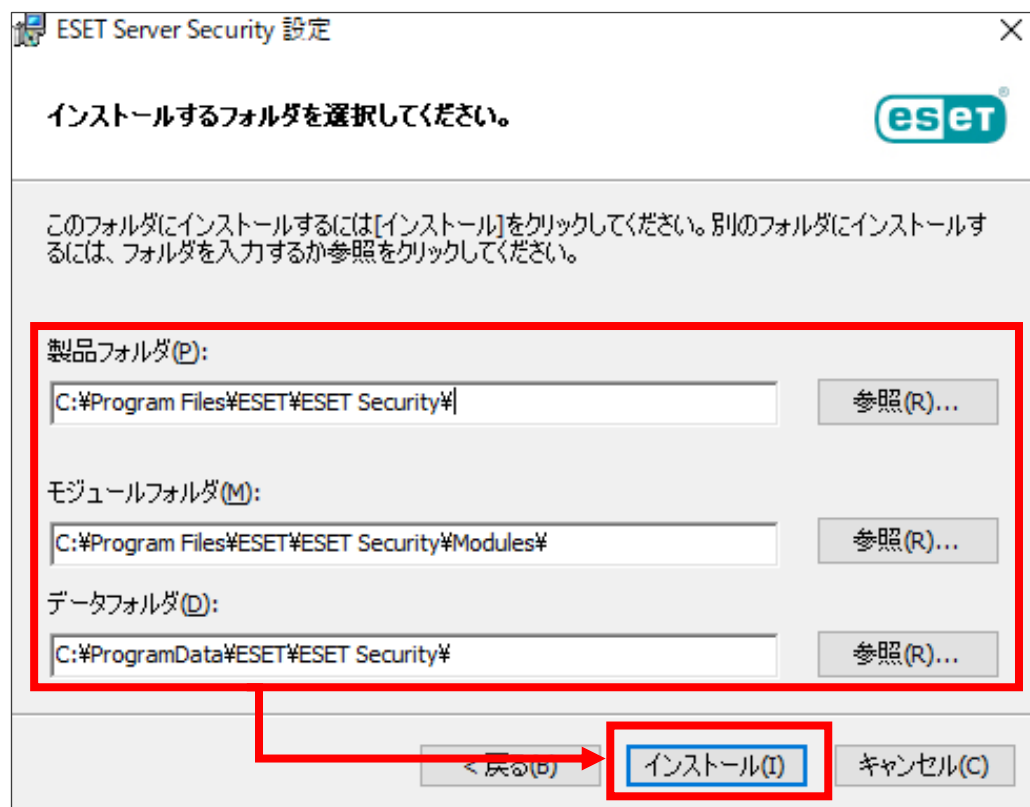 ESET Server Security 設定
インストールするフォルダを選択してください。
eseT
®
このフォルダにインストールするには[インストール]をクリックしてください。別のフォルダにインストールす
るには、フォルダを入力するか参照をクリックしてください。
製品フォルダ(P):
C:¥Program Files¥ESET¥ESET Security¥
参照(R)...
モジュールフォルダ(M):
C:¥Program Files¥ESET¥ESET Security¥Modules¥
参照(R)...
データフォルダ(D):
C:¥ProgramData¥ESET¥ESET Security¥
参照(R)...
< 戻る(B)
インストール(I)
キャンセル(C)